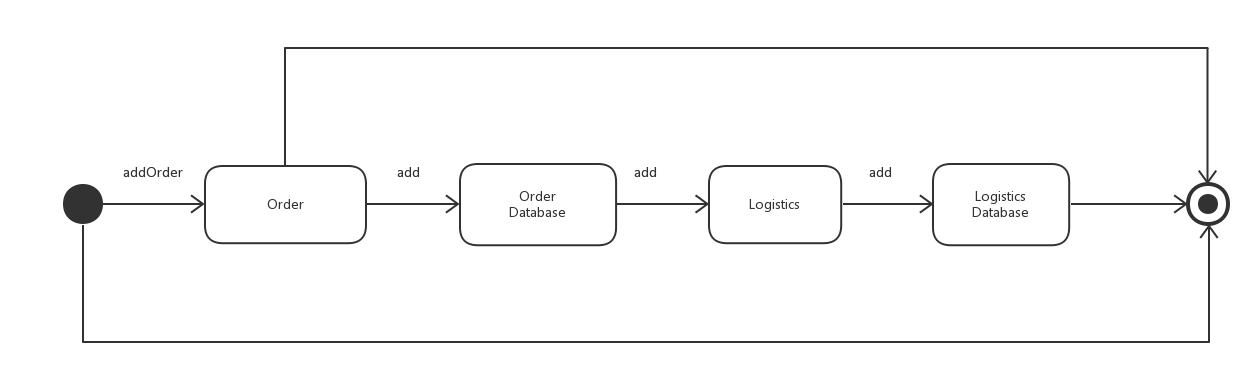 addOrder
add
add
add
Order
Order
Database
Logistics
Logistics
Database